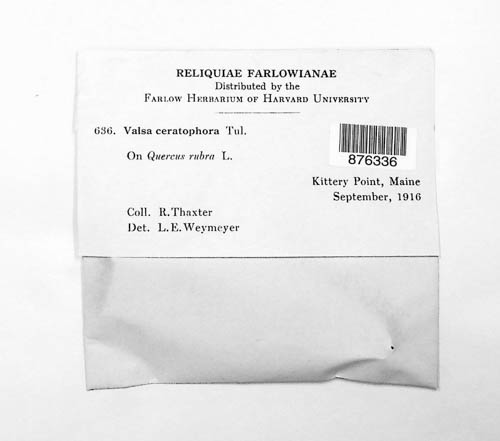 RELIQUIAE FARLOWIANAE
Distributed by the
FARLOW HERBARIUM OF HARVARD UNIVERSITY
636. Valsa ceratophora Tul.
876336
On Quercus rubra L.
Kittery Point, Maine
September, 1916
Coll. R. Thaxter
Det. L. E. Weymeyer